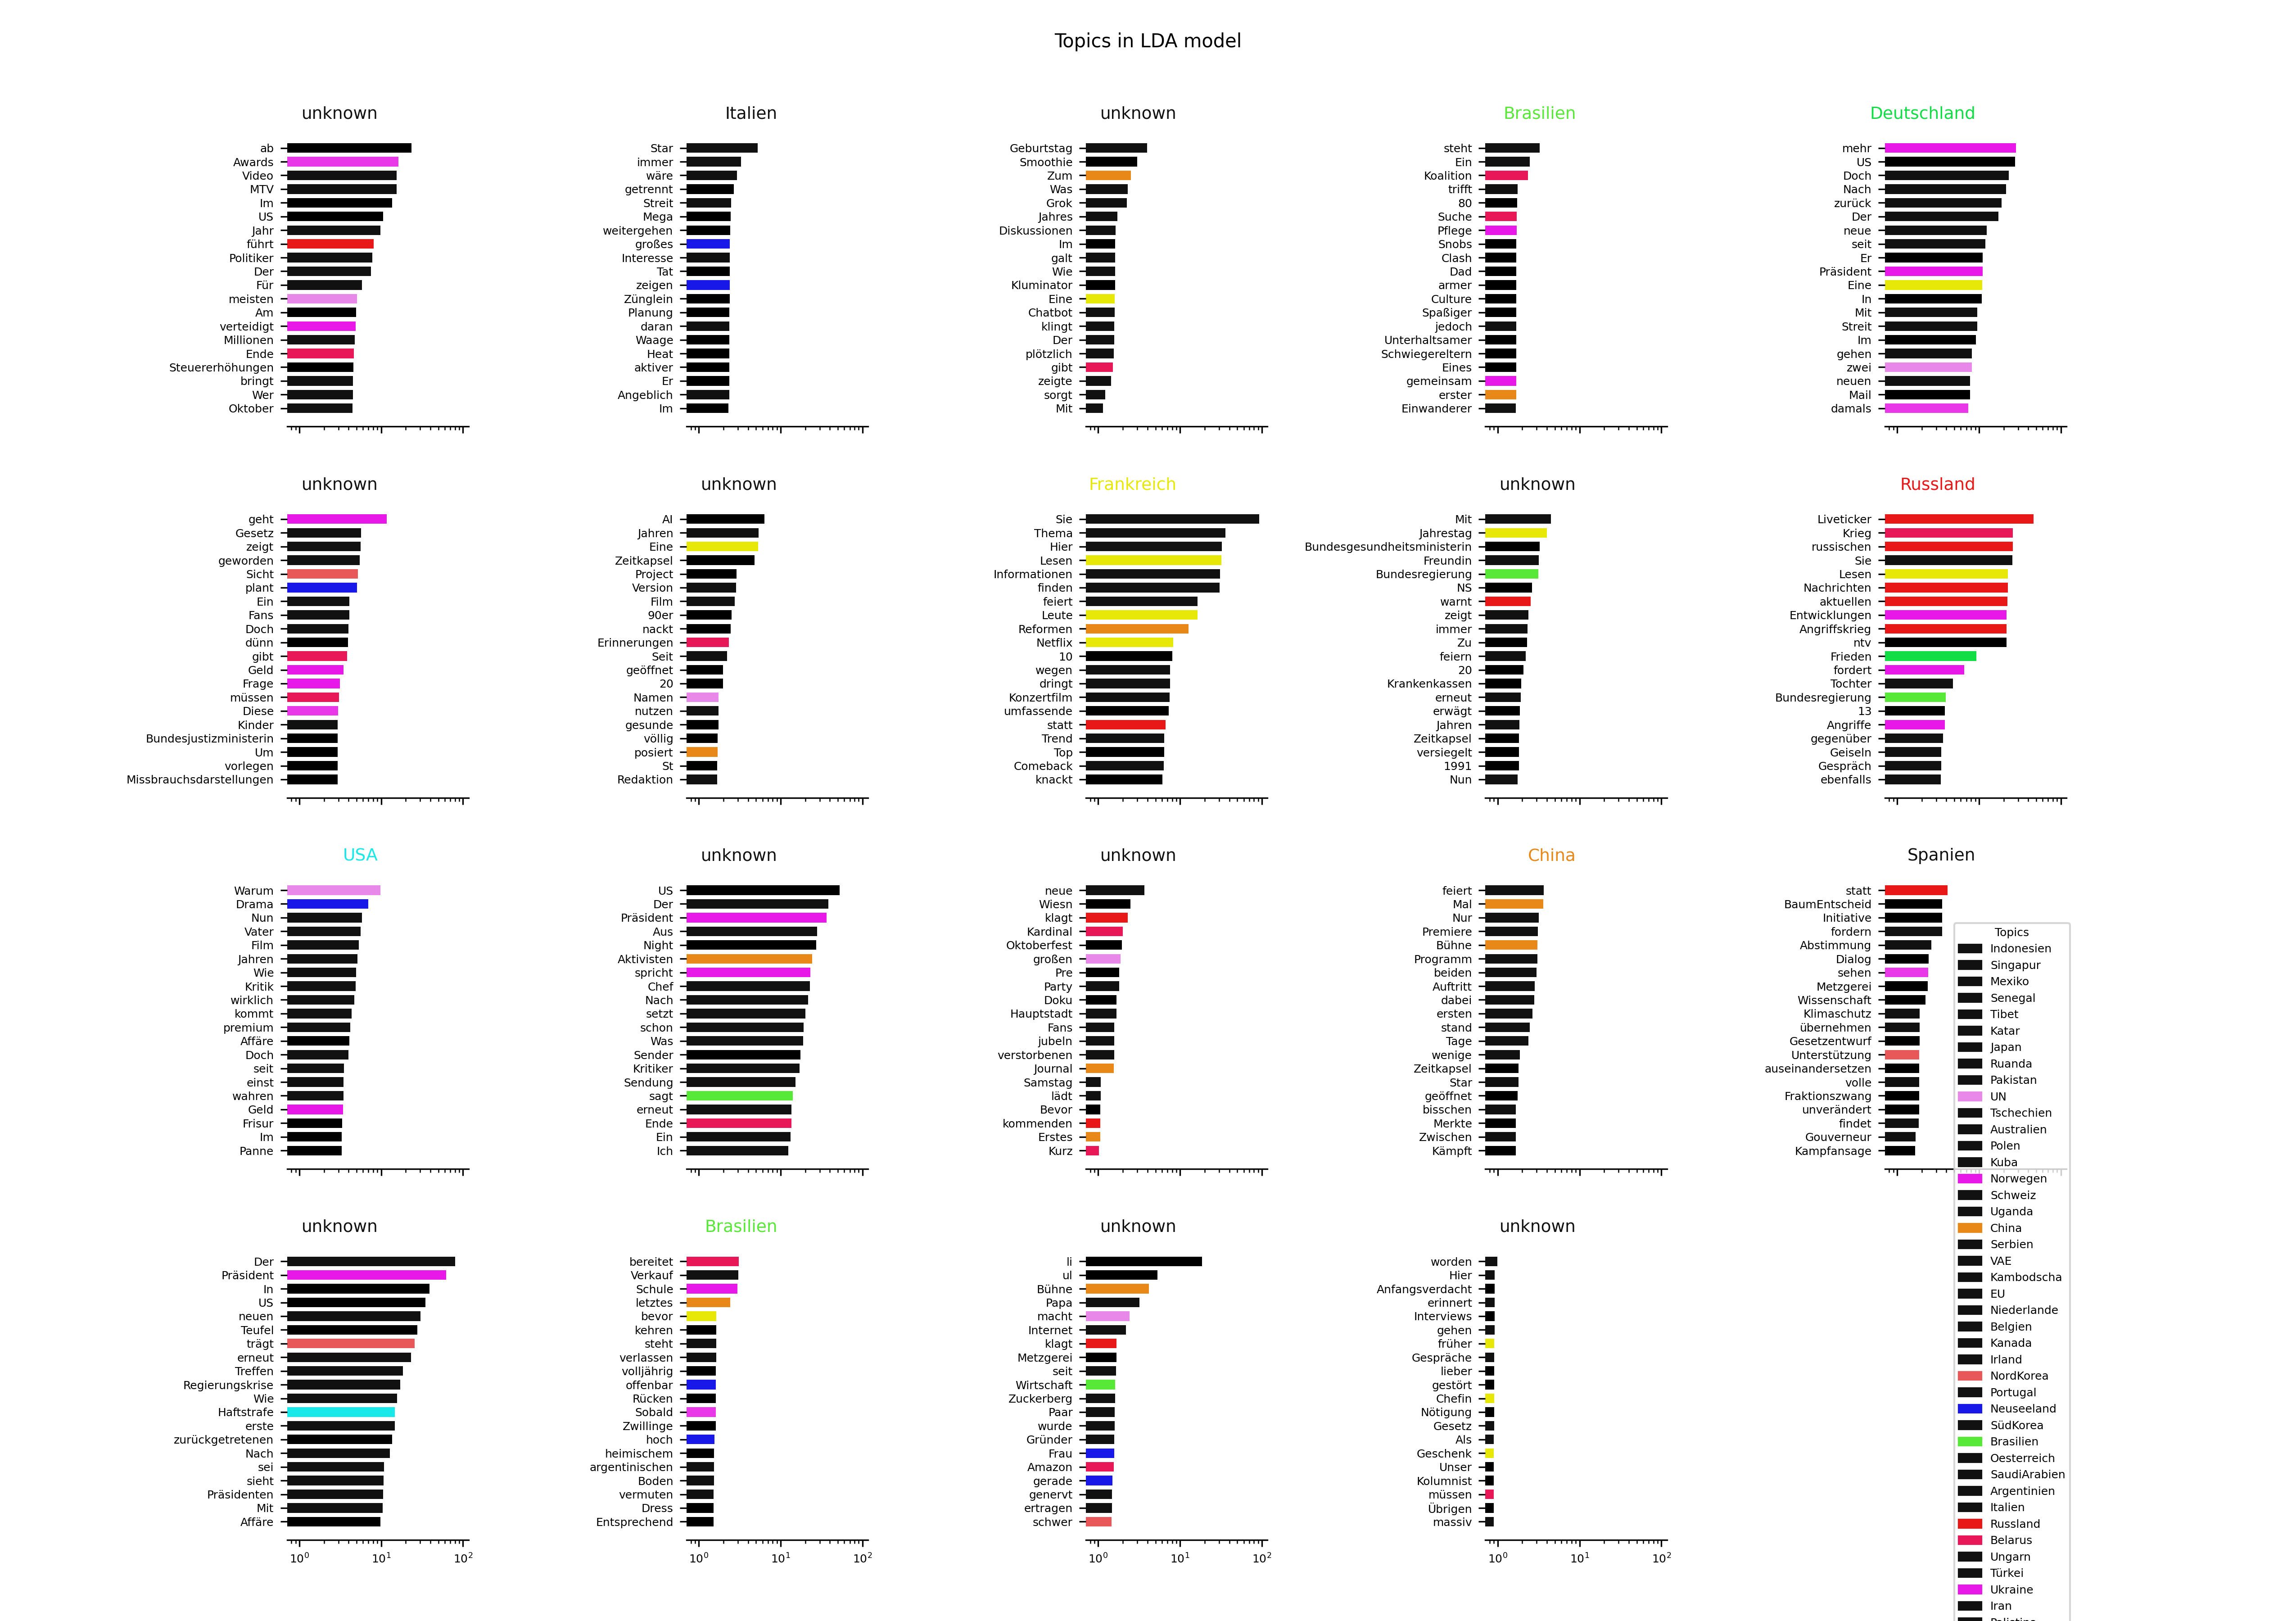 Topics in LDA model
unknown
ab
Awards
Video
MTV
Im
US
Jahr
führt
Politiker
Der
Für
meisten
Am
verteidigt
Millionen
Ende
Steuererhöhungen
bringt
Wer
Oktober
Italien
Star
immer
wäre
getrennt
Streit
Mega
weitergehen
großes
Interesse
Tat
zeigen
Zünglein
Planung
daran
Waage
Heat
aktiver
Er
Angeblich
Im
unknown
Geburtstag
Smoothie
Zum
Was
Grok
Jahres
Diskussionen
Im
galt
Wie
Kluminator
Eine
Chatbot
klingt
Der
plötzlich
gibt
zeigte
sorgt
Mit
Brasilien
steht
Ein
Koalition
trifft
80
Suche
Pflege
Snobs
Clash
Dad
armer
Culture
Spaßiger
jedoch
Unterhaltsamer
Schwiegereltern
Eines
gemeinsam
erster
Einwanderer
Deutschland
mehr
US
Doch
Nach
zurück
Der
neue
seit
Er
Präsident
Eine
In
Mit
Streit
Im
gehen
zwei
neuen
Mail
damals
unknown
geht
Gesetz
zeigt
geworden
Sicht
plant
Ein
Fans
Doch
dünn
gibt
Geld
Frage
müssen
Diese
Kinder
Bundesjustizministerin
Um
vorlegen
Missbrauchsdarstellungen
unknown
AI
Jahren
Eine
Zeitkapsel
Project
Version
Film
90er
nackt
Erinnerungen
Seit
geöffnet
20
Namen
nutzen
gesunde
völlig
posiert
St
Redaktion
Frankreich
Sie
Thema
Hier
Lesen
Informationen
finden
feiert
Leute
Reformen
Netflix
10
wegen
dringt
Konzertfilm
umfassende
statt
Trend
Top
Comeback
knackt
unknown
Mit
Jahrestag
Bundesgesundheitsministerin
Freundin
Bundesregierung
NS
warnt
zeigt
immer
Zu
feiern
20
Krankenkassen
erneut
erwägt
Jahren
Zeitkapsel
versiegelt
1991
Nun
Russland
Liveticker
Krieg
russischen
Sie
Lesen
Nachrichten
aktuellen
Entwicklungen
Angriffskrieg
ntv
Frieden
fordert
Tochter
Bundesregierung
13
Angriffe
gegenüber
Geiseln
Gespräch
ebenfalls
USA
Warum
Drama
Nun
Vater
Film
Jahren
Wie
Kritik
wirklich
kommt
premium
Affäre
Doch
seit
einst
wahren
Geld
Frisur
Im
Panne
unknown
US
Der
Präsident
Aus
Night
Aktivisten
spricht
Chef
Nach
setzt
schon
Was
Sender
Kritiker
Sendung
sagt
erneut
Ende
Ein
Ich
unknown
neue
Wiesn
klagt
Kardinal
Oktoberfest
großen
Pre
Party
Doku
Hauptstadt
Fans
jubeln
verstorbenen
Journal
Samstag
lädt
Bevor
kommenden
Erstes
Kurz
China
feiert
Mal
Nur
Premiere
Bühne
Programm
beiden
Auftritt
dabei
ersten
stand
Tage
wenige
Zeitkapsel
Star
geöffnet
bisschen
Merkte
Zwischen
Kämpft
Spanien
statt
BaumEntscheid
Initiative
fordern
Abstimmung
Dialog
sehen
Metzgerei
Wissenschaft
Klimaschutz
übernehmen
Gesetzentwurf
Unterstützung
auseinandersetzen
volle
Fraktionszwang
unverändert
findet
Gouverneur
Kampfansage
unknown
Der
Präsident
In
US
neuen
Teufel
trägt
erneut
Treffen
Regierungskrise
Wie
Haftstrafe
erste
zurückgetretenen
Nach
sei
sieht
Präsidenten
Mit
Affäre
10⁰ 10¹ 10²
Brasilien
bereitet
Verkauf
Schule
letztes
bevor
kehren
steht
verlassen
volljährig
offenbar
Rücken
Sobald
Zwillinge
hoch
heimischem
argentinischen
Boden
vermuten
Dress
Entsprechend
10⁰ 10¹ 10²
unknown
li
ul
Bühne
Papa
macht
Internet
klagt
Metzgerei
seit
Wirtschaft
Zuckerberg
Paar
wurde
Gründer
Frau
Amazon
gerade
genervt
ertragen
schwer
10⁰ 10¹ 10²
unknown
worden
Hier
Anfangsverdacht
erinnert
Interviews
gehen
früher
Gespräche
lieber
gestört
Chefin
Nötigung
Gesetz
Als
Geschenk
Unser
Kolumnist
müssen
Übrigen
massiv
10⁰ 10¹ 10²
Topics
Indonesien
Singapur
Mexiko
Senegal
Tibet
Katar
Japan
Ruanda
Pakistan
UN
Tschechien
Australien
Polen
Kuba
Norwegen
Schweiz
Uganda
China
Serbien
VAE
Kambodscha
EU
Niederlande
Belgien
Kanada
Irland
NordKorea
Portugal
Neuseeland
SüdKorea
Brasilien
Oesterreich
SaudiArabien
Argentinien
Italien
Russland
Belarus
Ungarn
Türkei
Ukraine
Iran